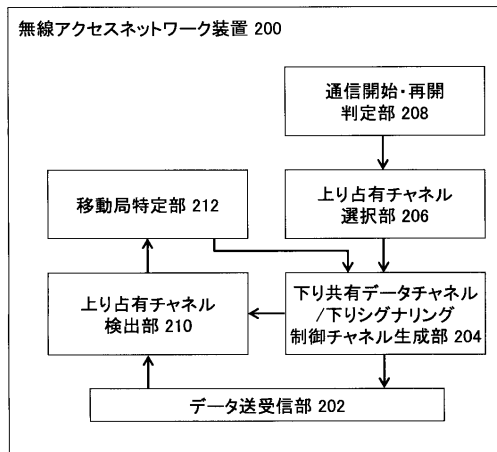 無線アクセスネットワーク装置 200
通信開始・再開
判定部 208
移動局特定部 212
上り占有チャネル
選択部 206
上り占有チャネル
検出部 210
下り共有データチャネル
/下りシグナリング
制御チャネル生成部 204
データ送受信部 202